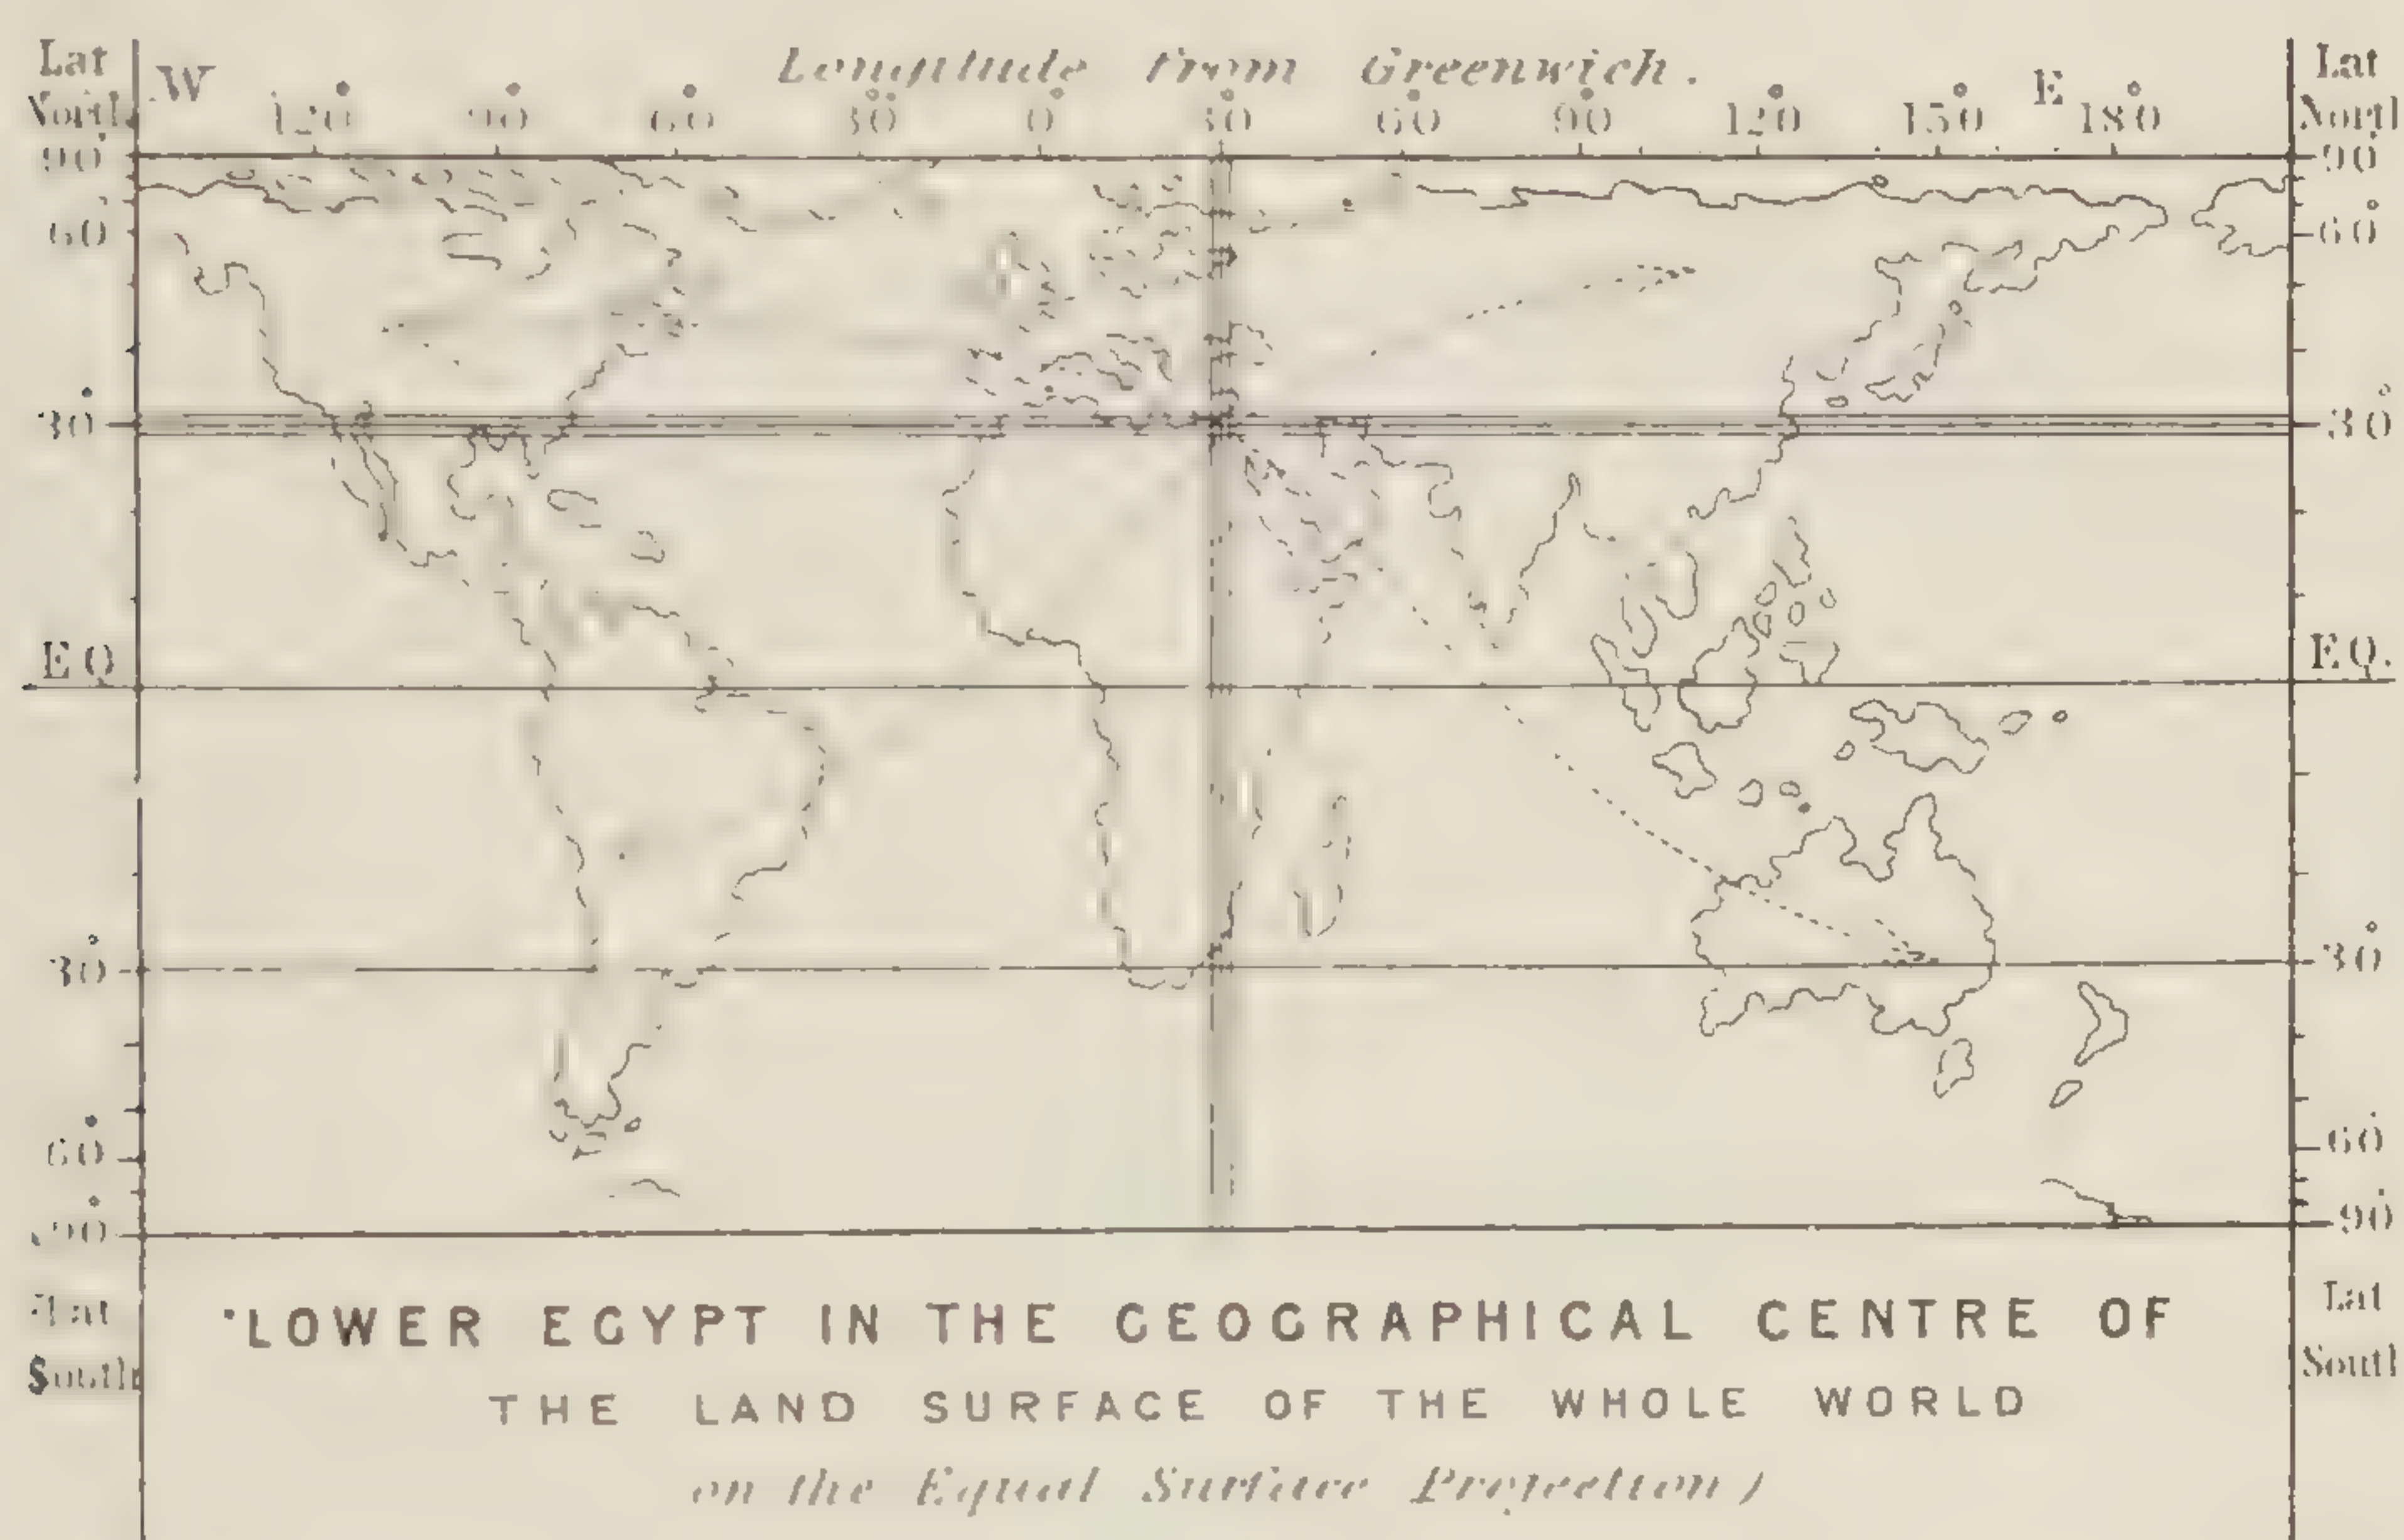 Lat Longitude from Greenwich. Lat
North W 120° 90° 60° 30° 0° 30° 60° 90° 120° 150° E 180° North
90° 90°
60° 60°
30° 30°
EQ EQ.
30° 30°
60° 60°
90° 90°
Lat LOWER EGYPT IN THE GEOGRAPHICAL CENTRE OF Lat
South THE LAND SURFACE OF THE WHOLE WORLD South
on the Equal Surface Projection)